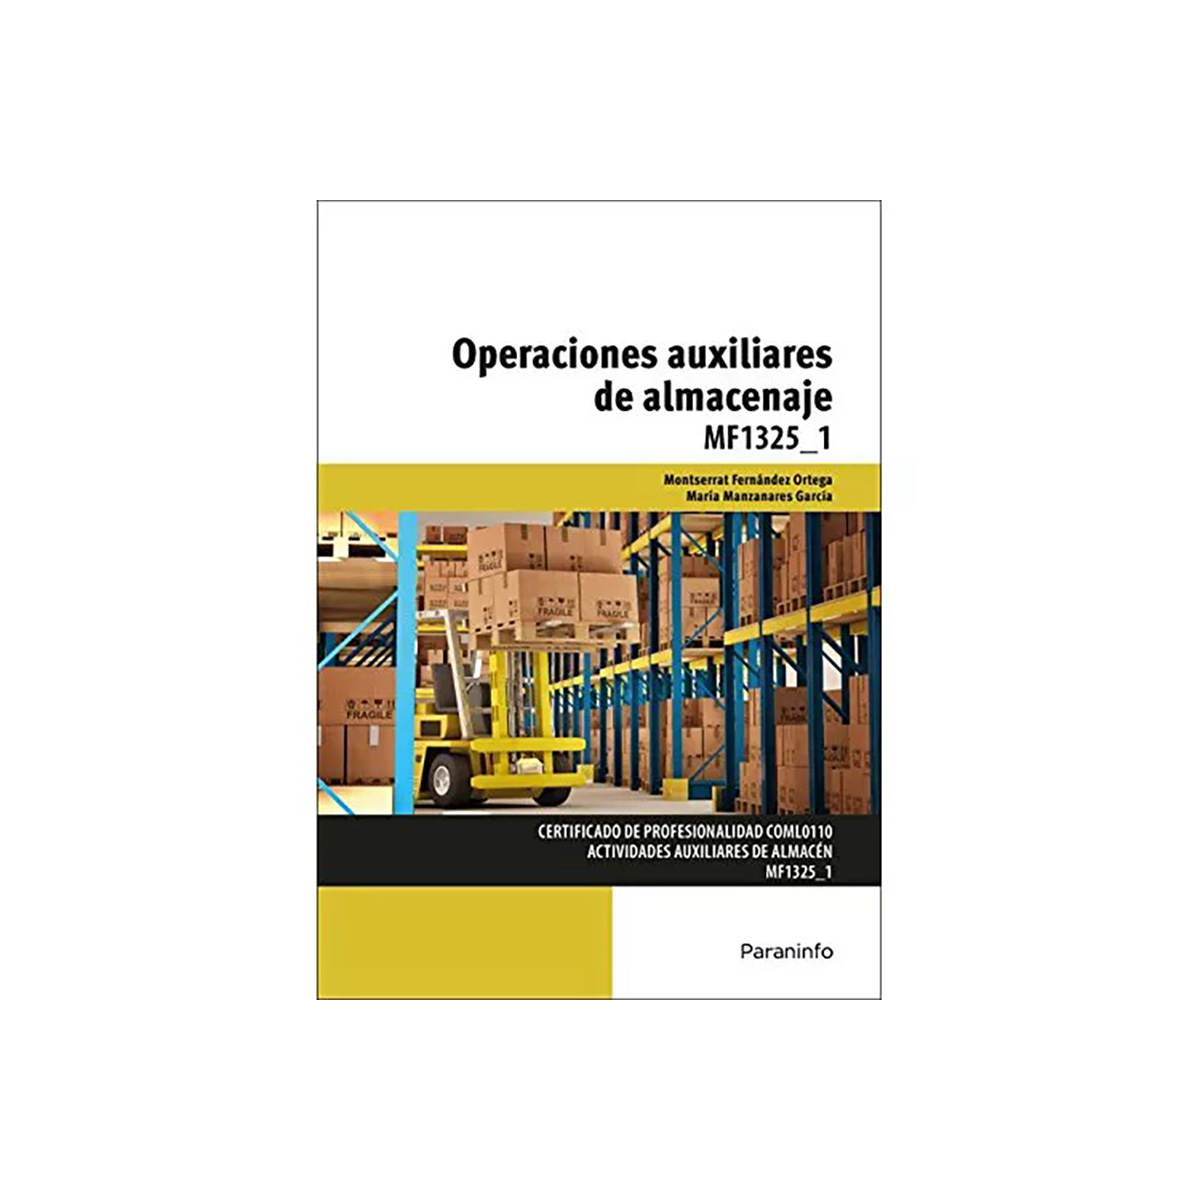 Operaciones auxiliares
de almacenaje
MF1325_1
Montserrat Fernández Ortega
María Manzanares García
FRAGILE
FRAGILE
FRAGILE
FRAGILE
CERTIFICADO DE PROFESIONALIDAD COML0110
ACTIVIDADES AUXILIARES DE ALMACÉN
MF1325_1
Paraninfo